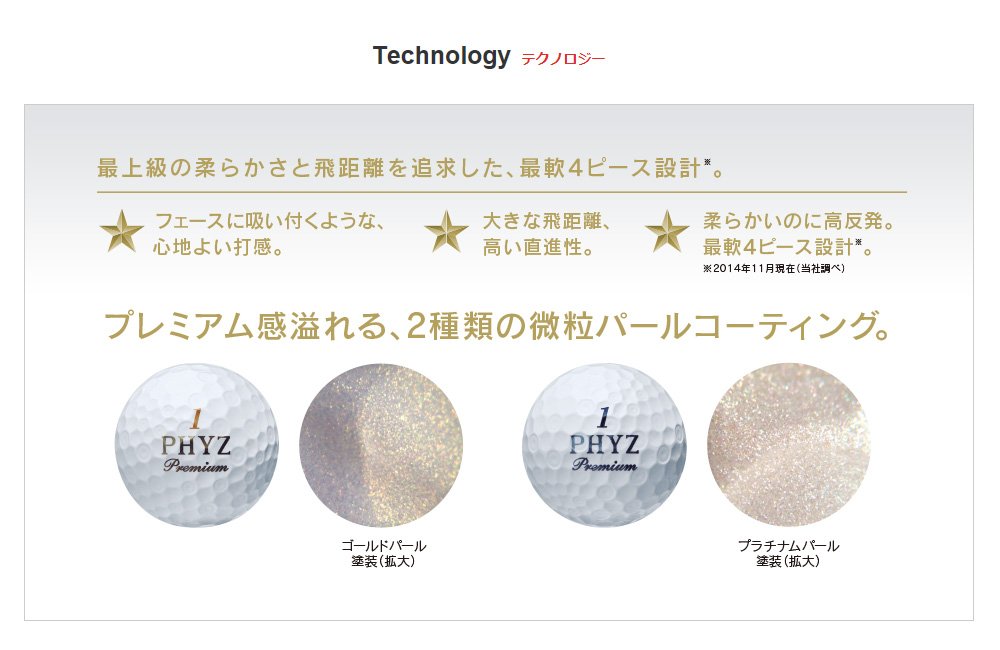 Technology テクノロジー
最上級の柔らかさと飛距離を追求した、最軟4ピース設計※。
フェースに吸い付くような、
心地よい打感。
大きな飛距離、
高い直進性。
柔らかいのに高反発。
最軟4ピース設計※。
※2014年11月現在（当社調べ）
プレミアム感溢れる、2種類の微粒パールコーティング。
1
PHYZ
Premium
1
PHYZ
Premium
ゴールドパール
塗装（拡大）
プラチナムパール
塗装（拡大）